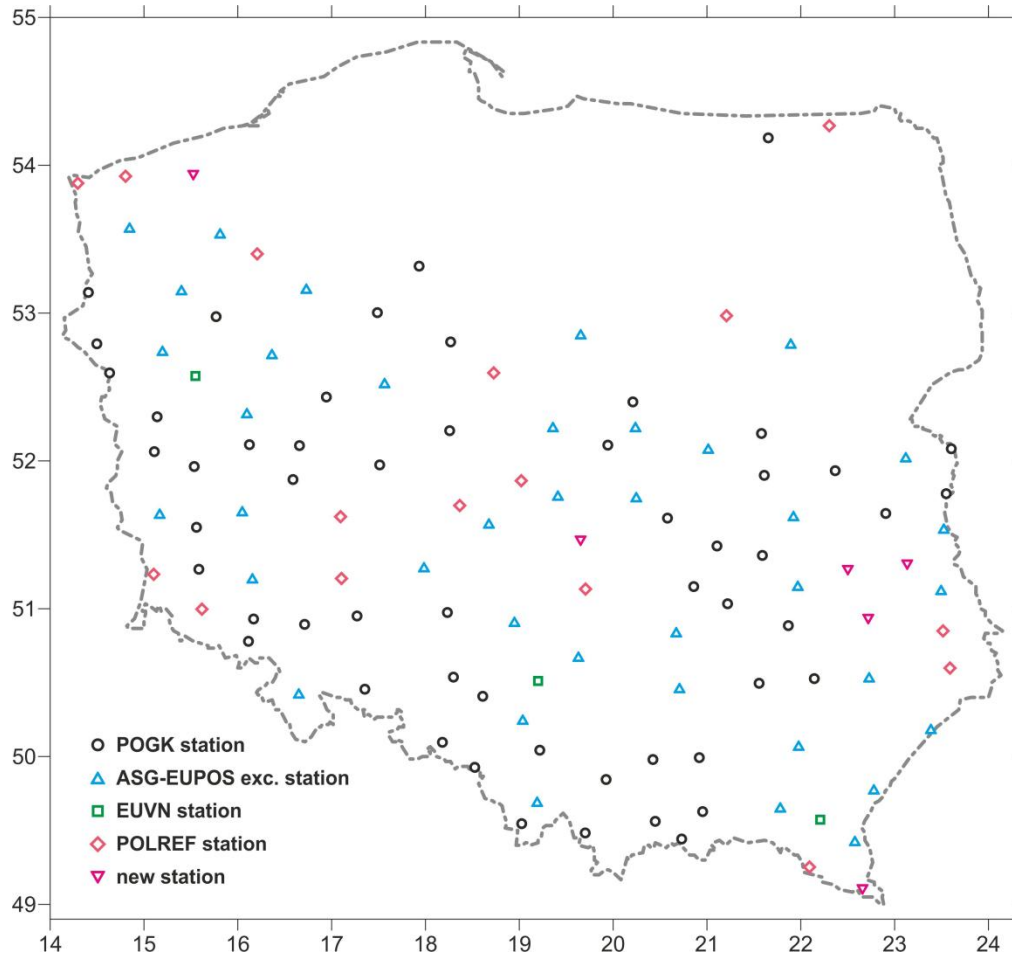 55
54
53
52
51
50
49
POGK station
ASG-EUPOS exc. station
EUVN station
POLREF station
new station
14 15 16 17 18 19 20 21 22 23 24